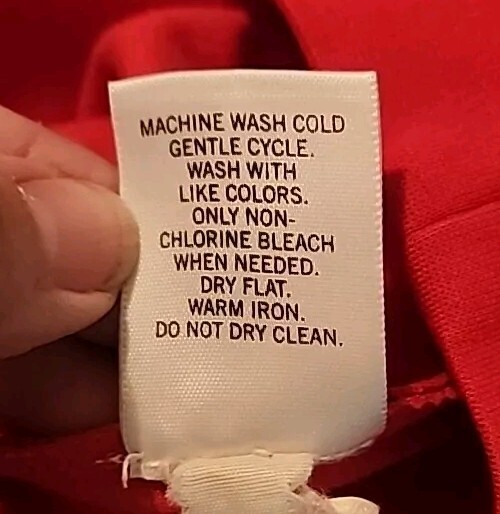 MACHINE WASH COLD
GENTLE CYCLE.
WASH WITH
LIKE COLORS.
ONLY NON-
CHLORINE BLEACH
WHEN NEEDED.
DRY FLAT.
WARM IRON.
DO NOT DRY CLEAN.